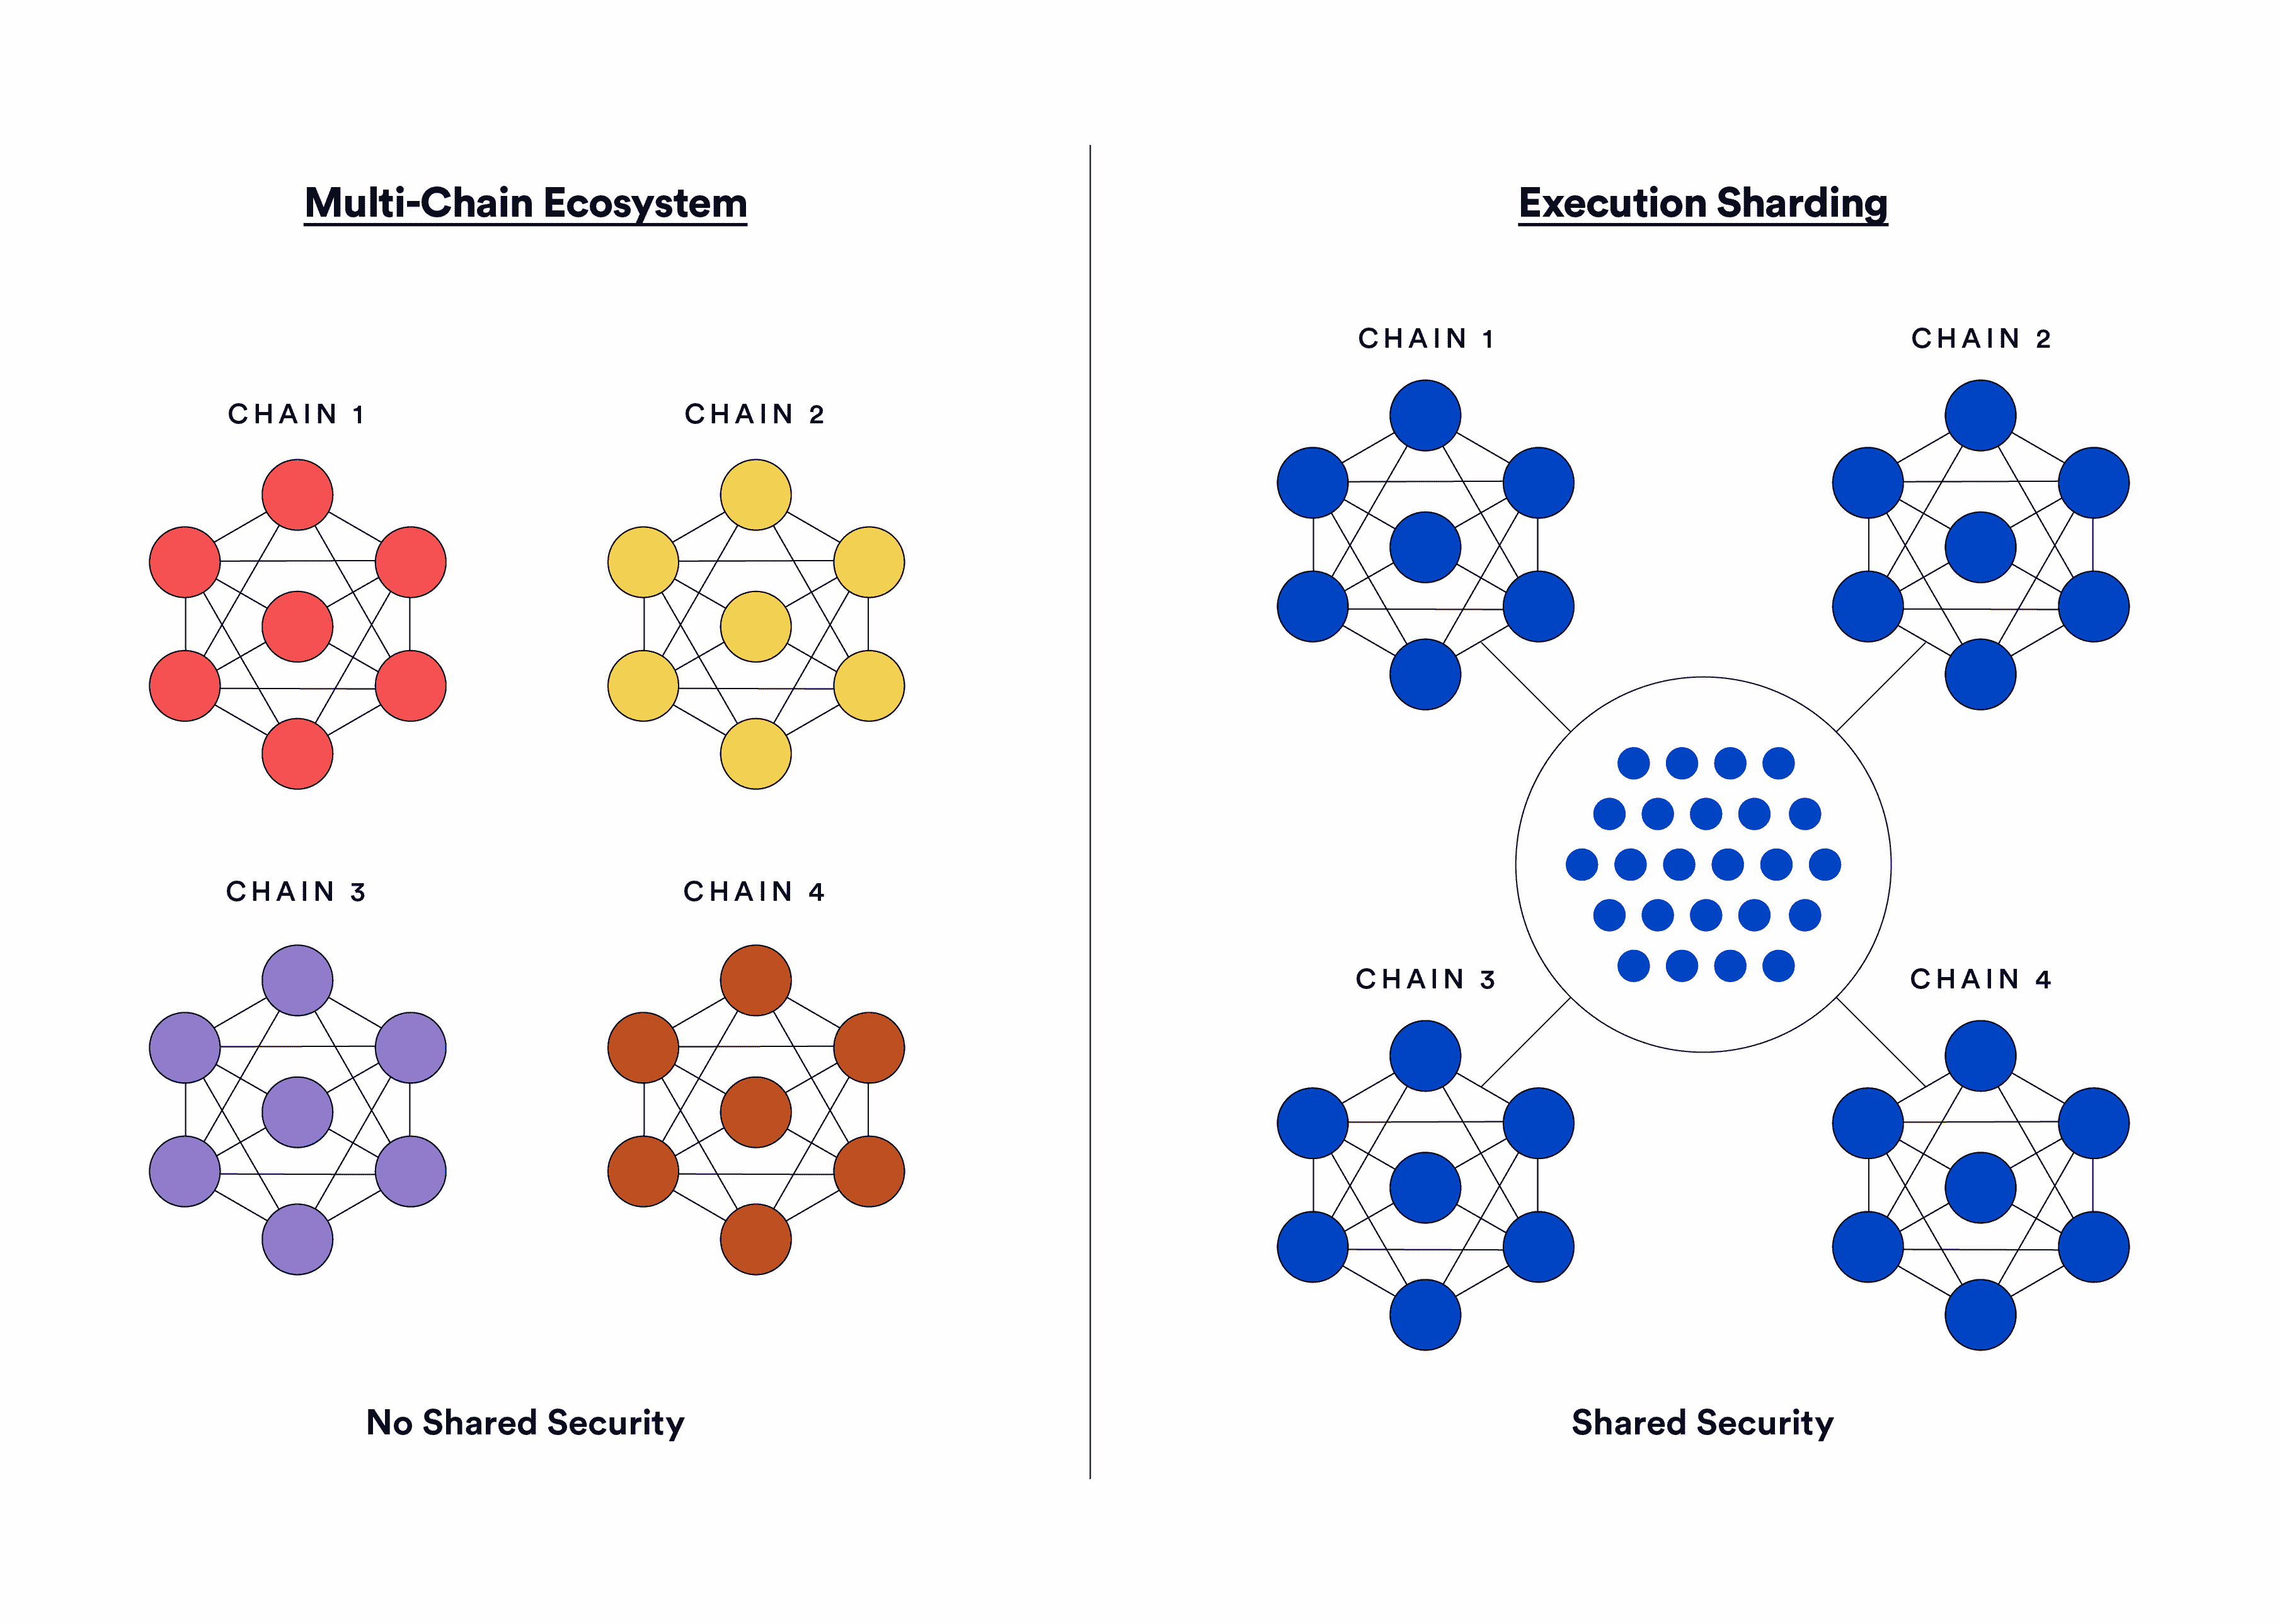 Multi-Chain Ecosystem
CHAIN 1
CHAIN 2
CHAIN 3
CHAIN 4
No Shared Security
Execution Sharding
CHAIN 1
CHAIN 2
CHAIN 3
CHAIN 4
Shared Security